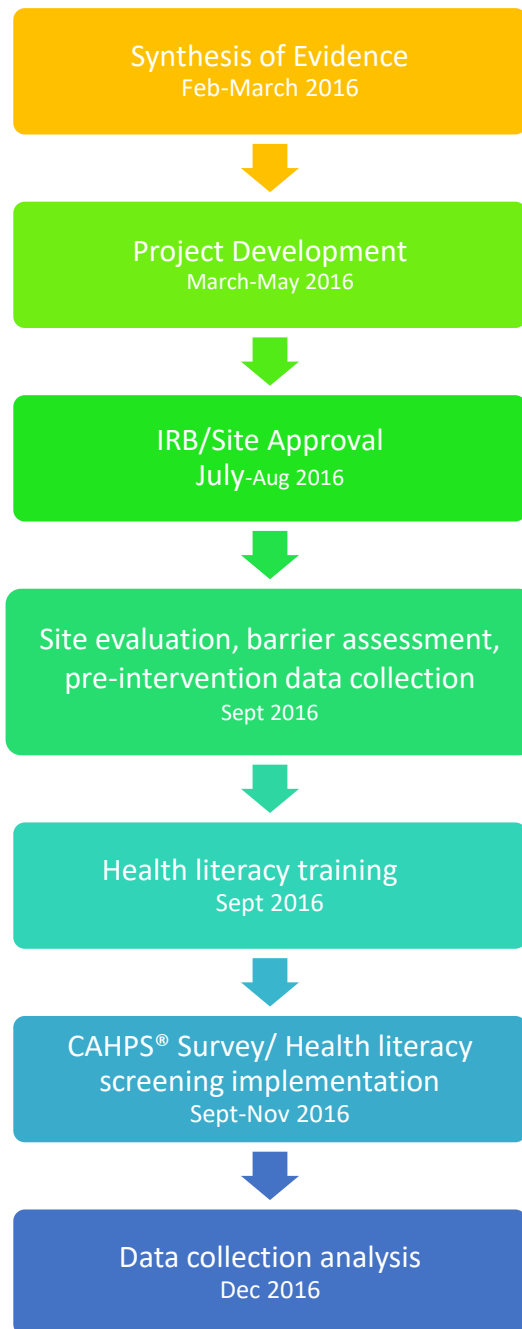 Synthesis of Evidence
Feb-March 2016
Project Development
March-May 2016
IRB/Site Approval
July-Aug 2016
Site evaluation, barrier assessment,
pre-intervention data collection
Sept 2016
Health literacy training
Sept 2016
CAHPS® Survey/ Health literacy
screening implementation
Sept-Nov 2016
Data collection analysis
Dec 2016